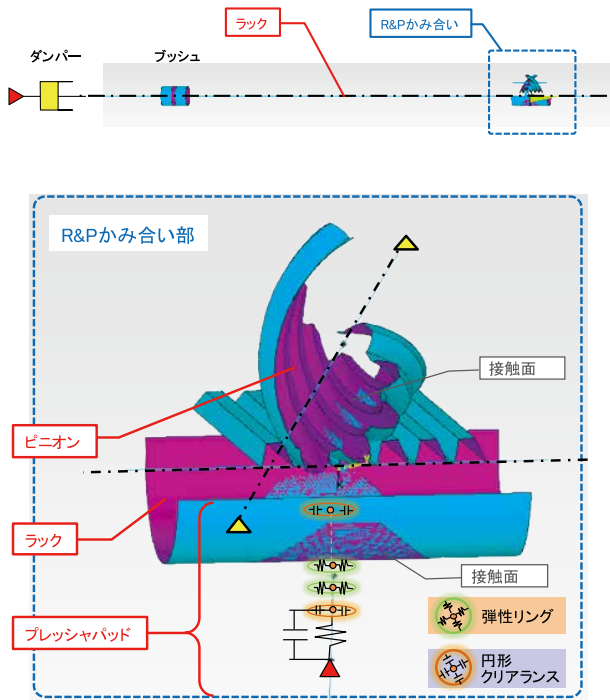 ラック
R&Pかみ合い
ダンパー
ブッシュ
R&Pかみ合い部
接触面
ピニオン
ラック
接触面
プレッシャパッド
弾性リング
円形
クリアランス